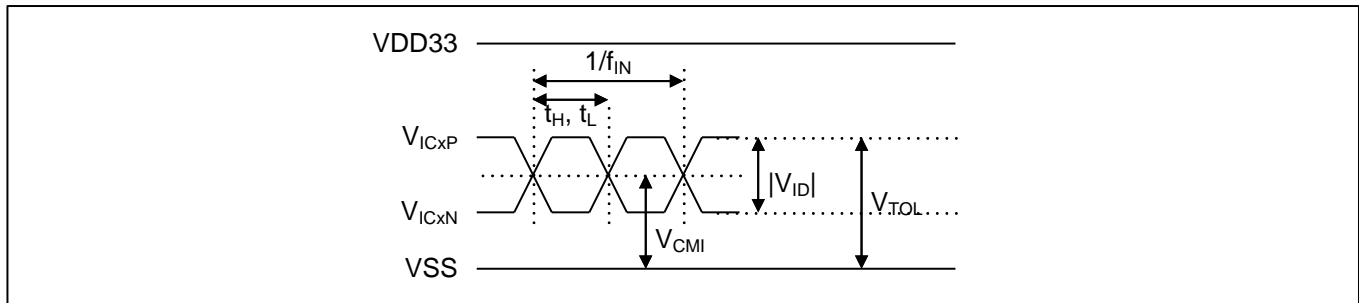 VDD33
1/fIN
tH, tL
VICxP
|VID|
VTOL
VICxN
VCMI
VSS